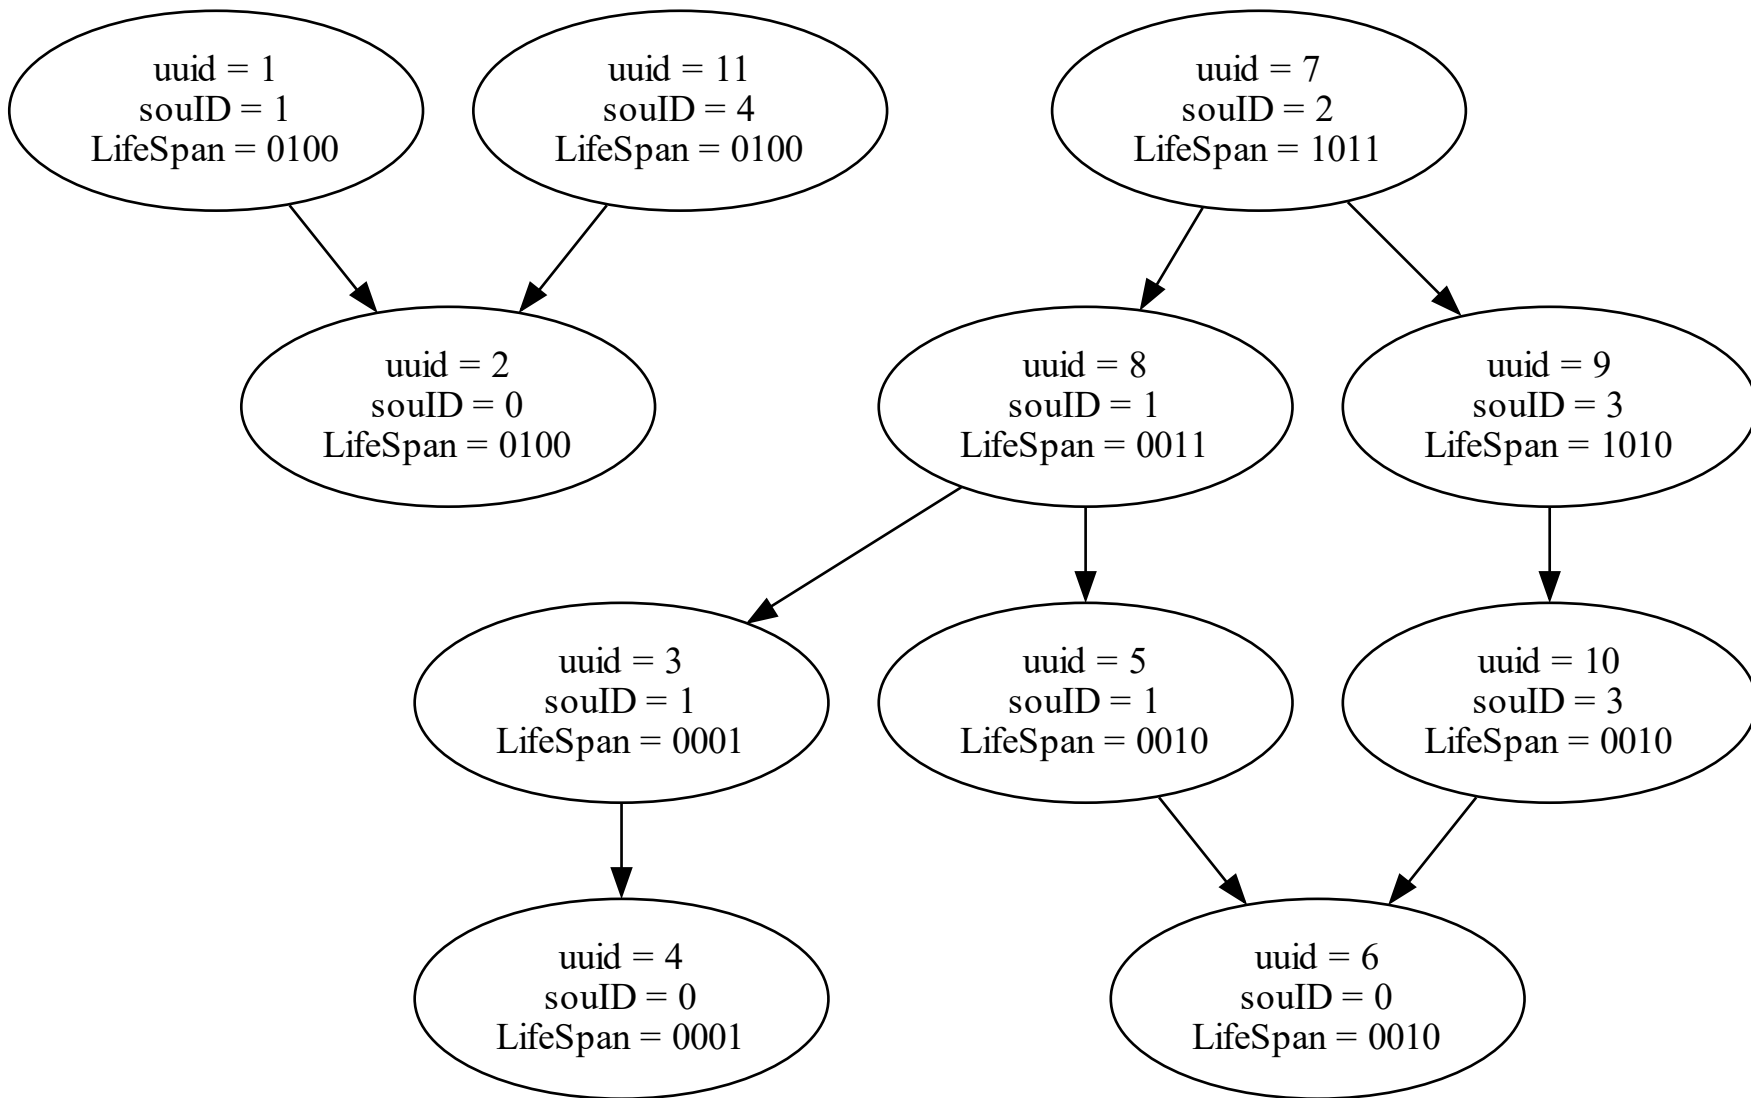 uuid = 1
souID = 1
LifeSpan = 0100
uuid = 11
souID = 4
LifeSpan = 0100
uuid = 7
souID = 2
LifeSpan = 1011
uuid = 2
souID = 0
LifeSpan = 0100
uuid = 8
souID = 1
LifeSpan = 0011
uuid = 9
souID = 3
LifeSpan = 1010
uuid = 3
souID = 1
LifeSpan = 0001
uuid = 5
souID = 1
LifeSpan = 0010
uuid = 10
souID = 3
LifeSpan = 0010
uuid = 4
souID = 0
LifeSpan = 0001
uuid = 6
souID = 0
LifeSpan = 0010